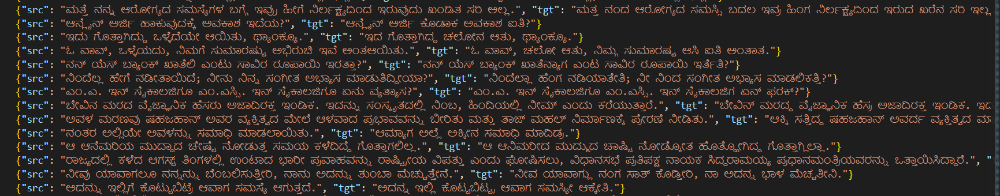 {"src": "ಮತ್ತೆ ನನ್ನ ಆರೋಗ್ಯದ ಸಮಸ್ಯೆಗಳ ಬಗ್ಗೆ ಇವ್ರು ಹೀಗೆ ನಿರ್ಲಕ್ಷ್ಯದಿಂದ ಇರುವುದು ಖಂಡಿತ ಸರಿ ಅಲ್ಲ.", "tgt": "ಮತ್ತ ನಂದ ಆರೋಗ್ಯದ ಸಮಸ್ಸಿ ಬದಲ ಇವ್ರ ಹಿಂಗ ನಿರ್ಲಕ್ಷ್ಯದಿಂದ ಇರುದ ಖರೆನ ಸರಿ ಇಲ್ಲ
{"src": "ಆನ್ಲೈನ್ ಅರ್ಜಿ ಹಾಕುವುದಕ್ಕೆ ಅವಕಾಶ ಇದೆಯ?", "tgt": "ಆನ್ಲೈನ್ ಅರ್ಜಿ ಕೊಡಾಕ ಅವಕಾಶ ಐತಿ?"}
{"src": "ಇದು ಗೊತ್ತಾಗಿದ್ದು ಒಳ್ಳೆದೆಯೇ ಆಯಿತು, ಥ್ಯಾಂಕ್ಯೂ.", "tgt": "ಇದ ಗೊತ್ತಾಗಿದ್ದ ಚಲೋನ ಆತು, ಥ್ಯಾಂಕ್ಯೂ."}
{"src": "ಓ ವಾವ್, ಒಳ್ಳೆಯದು, ನಿಮಗೆ ಸುಮಾರಷ್ಟು ಅಭಿರುಚಿ ಇವೆ ಅಂತಆಯಿತು.", "tgt": "ಓ ವಾವ್, ಚಲೋ ಆತು, ನಿಮ್ಗ ಸುಮಾರಷ್ಟ ಆಸಿ ಐತಿ ಅಂತಾತ."}
{"src": "ನನ್ ಯೆಸ್ ಬ್ಯಾಂಕ್ ಖಾತೆಲಿ ಎಂಟು ಸಾವಿರ ರೂಪಾಯಿ ಇರತ್ತಾ?", "tgt": "ನನ್ ಯೆಸ್ ಬ್ಯಾಂಕ್ ಖಾತೆನ್ಯಾಗ ಎಂಟ ಸಾವಿರ ರೂಪಾಯಿ ಇರ್ತೆತಿ?"}
{"src": "ನಿಂದೆಲ್ಲ ಹೇಗೆ ನಡೀತಾಯಿದೆ; ನೀನು ನಿನ್ನ ಸಂಗೀತ ಅಭ್ಯಾಸ ಮಾಡುತಿದ್ದೀಯಾ?", "tgt": "ನಿಂದೆಲ್ಲಾ ಹೆಂಗ ನಡಿಯಾತೇತಿ; ನೀ ನಿಂದ ಸಂಗೀತ ಅಭ್ಯಾಸ ಮಾಡಲಿಕತ್ತಿ?"}
{"src": "ಎಂ.ಎ. ಇನ್ ಸೈಕಾಲಜಿಗೂ ಎಂ.ಎಸ್ಸಿ. ಇನ್ ಸೈಕಾಲಜಿಗೂ ಏನು ವ್ಯತ್ಯಾಸ?", "tgt": "ಎಂ.ಎ. ಇನ್ ಸೈಕಾಲಜಿಗೂ ಎಂ.ಎಸ್ಸಿ. ಇನ್ ಸೈಕಾಲಜಿಗ ಏನ್ ಫರಕ್?"}
{"src": "ಬೇವಿನ ಮರದ ವೈಜ್ಞಾನಿಕ ಹೆಸರು ಅಜಾದಿರಕ್ತ ಇಂಡಿಕ. ಇದನ್ನು ಸಂಸ್ಕೃತದಲ್ಲಿ ನಿಂಬ, ಹಿಂದಿಯಲ್ಲಿ ನೀಮ್ ಎಂದು ಕರೆಯುತ್ತಾರೆ.", "tgt": "ಬೇವಿನ್ ಮರದ್ದ ವೈಜ್ಞಾನಿಕ ಹೆಸ್ರ ಅಜಾದಿರಕ್ತ ಇಂಡಿಕ. ಇದ
{"src": "ಅವಳ ಮರಣವು ಷಹಜಹಾನ್ ಅವರ ವ್ಯಕ್ತಿತ್ವದ ಮೇಲೆ ಆಳವಾದ ಪ್ರಭಾವವನ್ನು ಬೀರಿತು ಮತ್ತು ತಾಜ್ ಮಹಲ್ ನಿರ್ಮಾಣಕ್ಕೆ ಪ್ರೇರಣೆ ನೀಡಿತು.", "tgt": "ಆಕ್ಕಿ ಸತ್ತಿದ್ದ ಷಹಜಹಾನ್ ಅವರ್ದ ವ್ಯಕ್ತಿತ್ವದ ಮ
{"src": "ನಂತರ ಅಲ್ಲಿಯೇ ಅವಳನ್ನು ಸಮಾಧಿ ಮಾಡಲಾಯಿತು.", "tgt": "ಆಮ್ಯಾಗ ಅಲ್ಲೆ ಅಕ್ಕೀನ ಸಮಾಧಿ ಮಾದಿಡ್ರ."}
{"src": "ಆ ಆನೆಮರಿಯ ಮುದ್ದಾದ ಚೇಷ್ಟೆ ನೋಡುತ್ತ ಸಮಯ ಕಳೆದಿದ್ದೆ ಗೊತ್ತಾಗಲಿಲ್ಲ.", "tgt": "ಆ ಆನಿಮರೀದ ಮುದ್ಮುದ ಚಾಷ್ಟಿ ನೋಡ್ಕೋತ ಹೊತ್ತೋಗಿದ್ದ ಗೊತ್ತಾಗ್ಲಿಲ್ಲಾ."}
{"src": "ರಾಜ್ಯದಲ್ಲಿ ಕಳೆದ ಆಗಸ್ಟ್ ತಿಂಗಳಲ್ಲಿ ಉಂಟಾದ ಭಾರೀ ಪ್ರವಾಹವನ್ನು ರಾಷ್ಟ್ರೀಯ ವಿಪತ್ತು ಎಂದು ಘೋಷಿಸಲು, ವಿಧಾನಸಭೆ ಪ್ರತಿಪಕ್ಷ ನಾಯಕ ಸಿದ್ದರಾಮಯ್ಯ ಪ್ರಧಾನಮಂತ್ರಿಯವರನ್ನು ಒತ್ತಾಯಿಸಿದ್ದಾರೆ.", "
{"src": "ನೀವು ಯಾವಾಗಲೂ ನನ್ನನ್ನು ಬೆಂಬಲಿಸುತ್ತೀರಿ, ನಾನು ಅದನ್ನು ತುಂಬಾ ಮೆಚ್ಚುತ್ತೇನೆ.", "tgt": "ನೀವ ಯಾವಾಗ್ಲು ನಂಗ ಸಾತ್ ಕೊಡ್ತೀರಿ, ನಾ ಅದನ್ನ ಭಾಳ ಮೆಚ್ಚತೀನಿ."}
{"src": "ಅದನ್ನು ಇಲ್ಲಿಗೆ ಕೊಟ್ಟುಬಿಟ್ರೆ ಆವಾಗ ಸಮಸ್ಯೆ ಆಗುತ್ತದೆ.", "tgt": "ಅದನ್ನ ಇಲ್ಲಿ ಕೊಟ್ಟಬಿಟ್ಟ್ರ ಆವಾಗ ಸಮಸ್ಯೀ ಆಕ್ಕೇತಿ."}